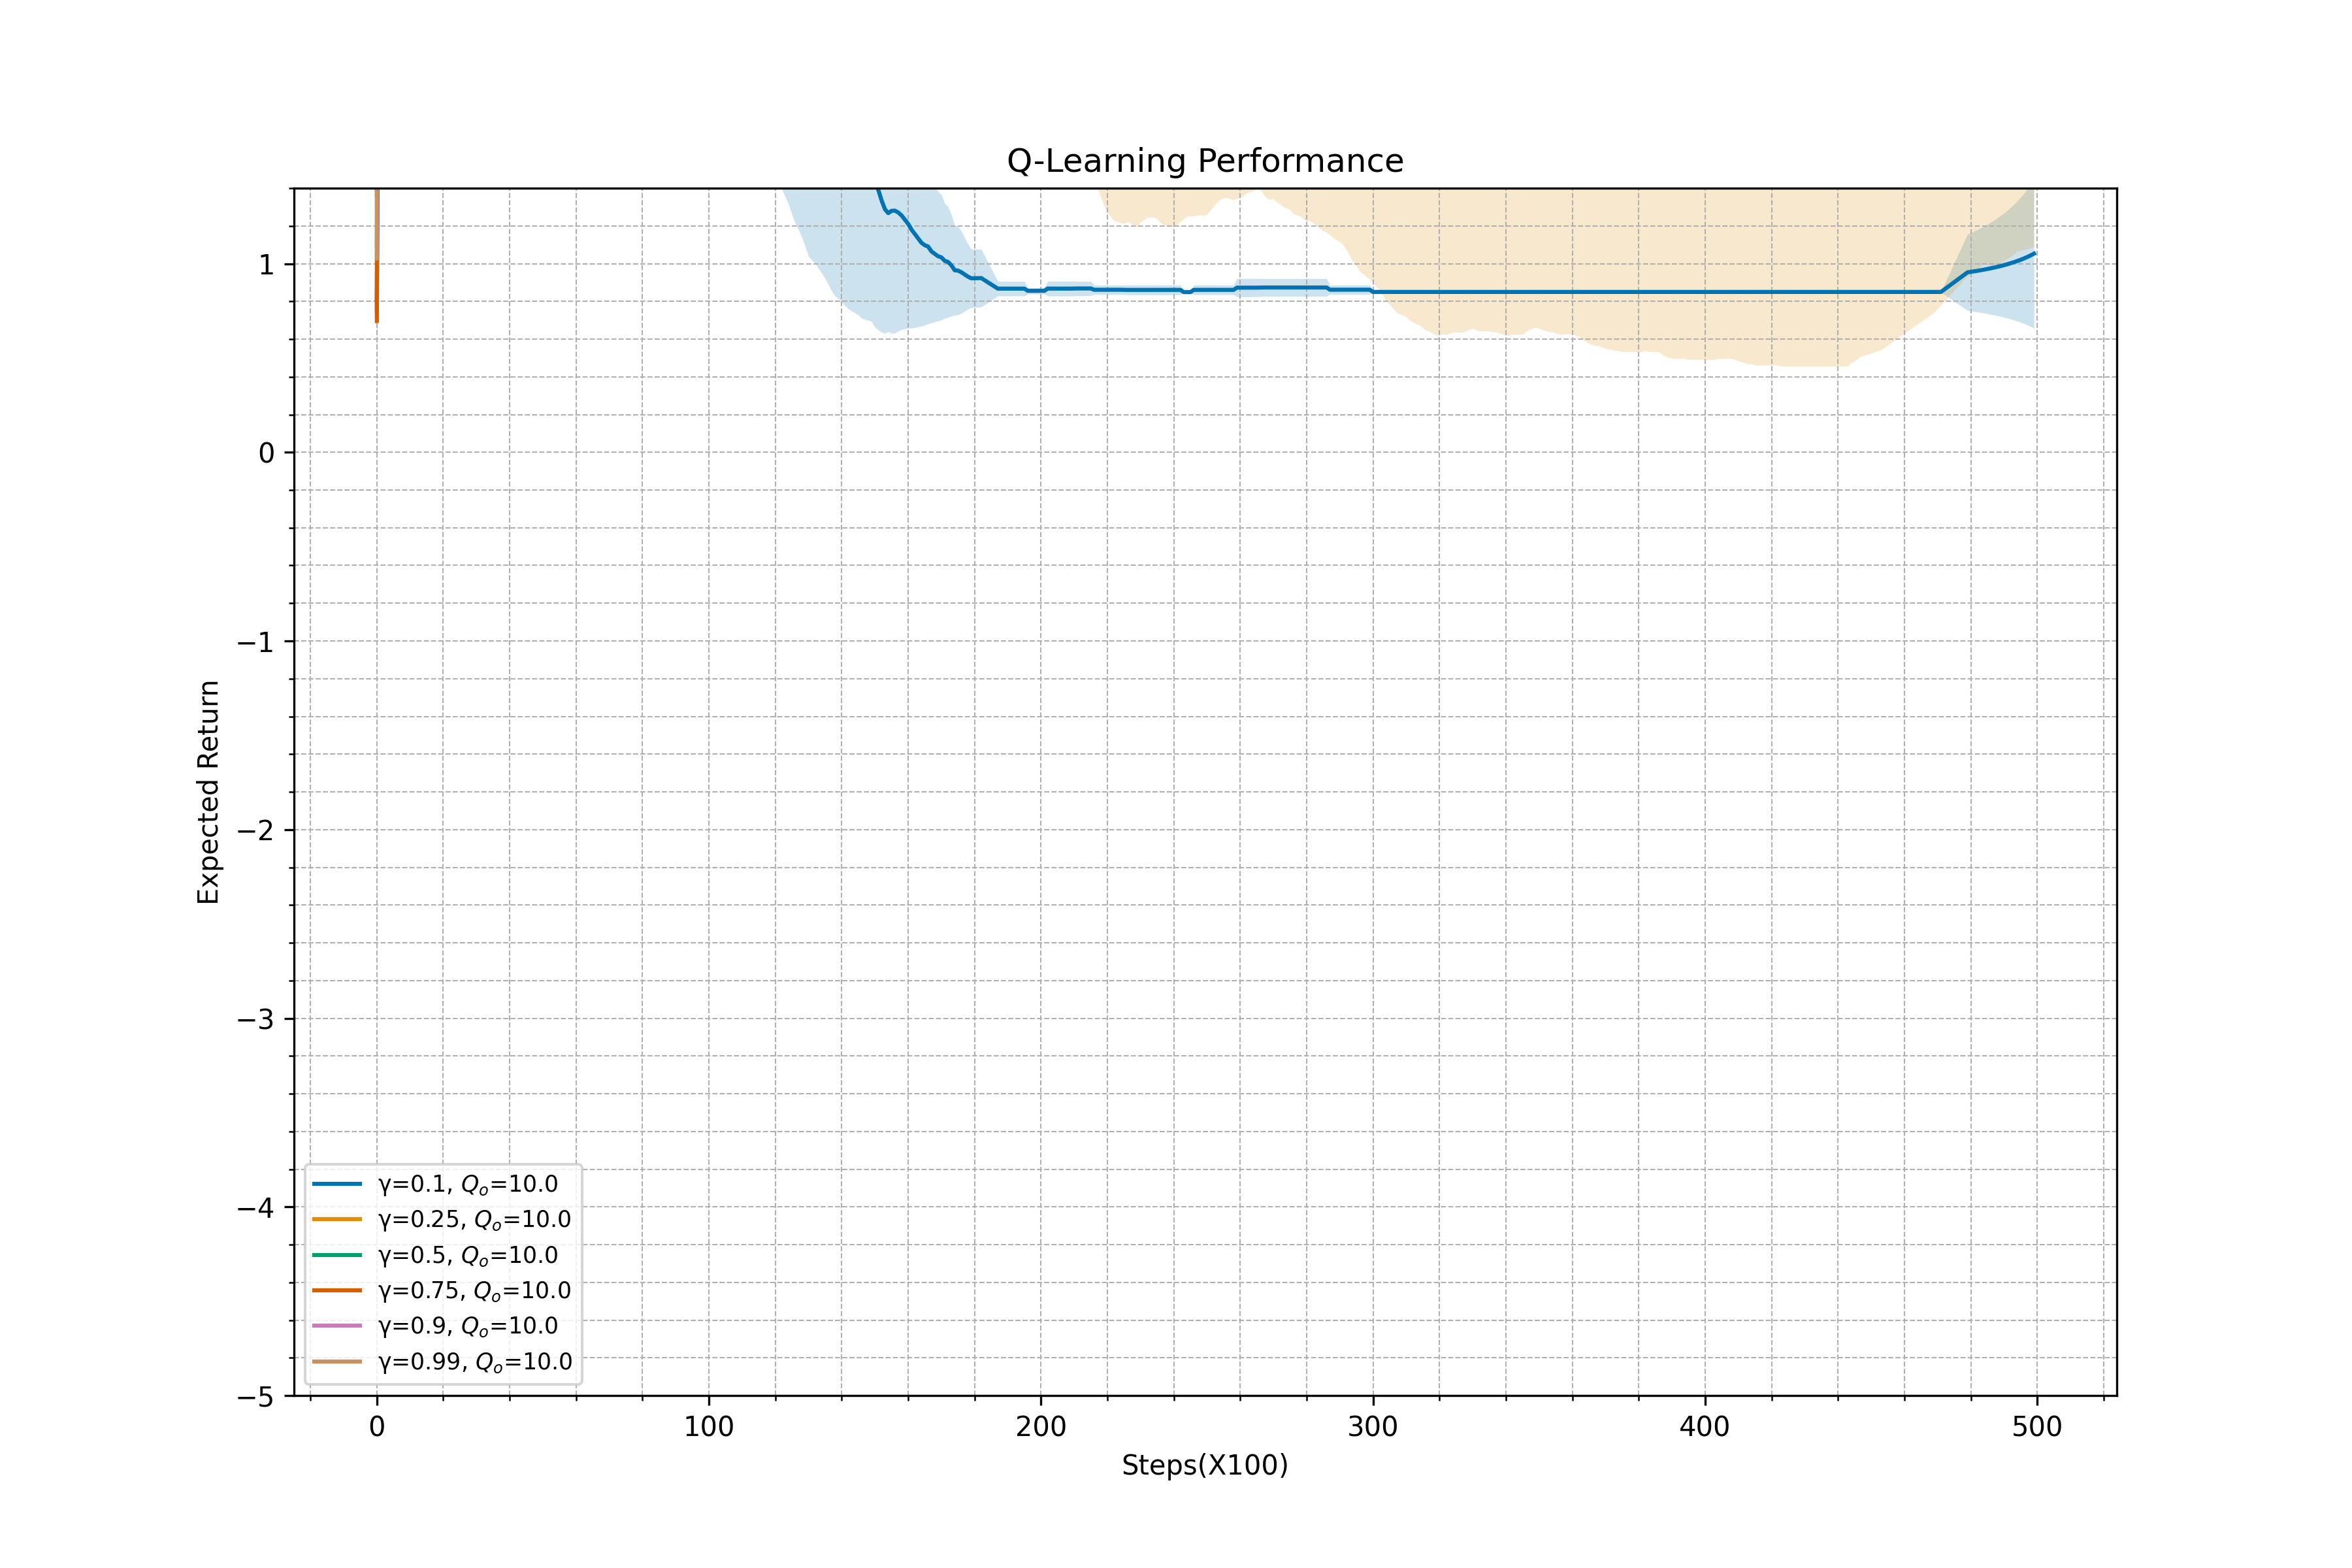 Q-Learning Performance
1
0
−1
−2
−3
−4
−5
Expected Return
γ=0.1, Qₒ=10.0
γ=0.25, Qₒ=10.0
γ=0.5, Qₒ=10.0
γ=0.75, Qₒ=10.0
γ=0.9, Qₒ=10.0
γ=0.99, Qₒ=10.0
0 100 200 300 400 500
Steps(X100)